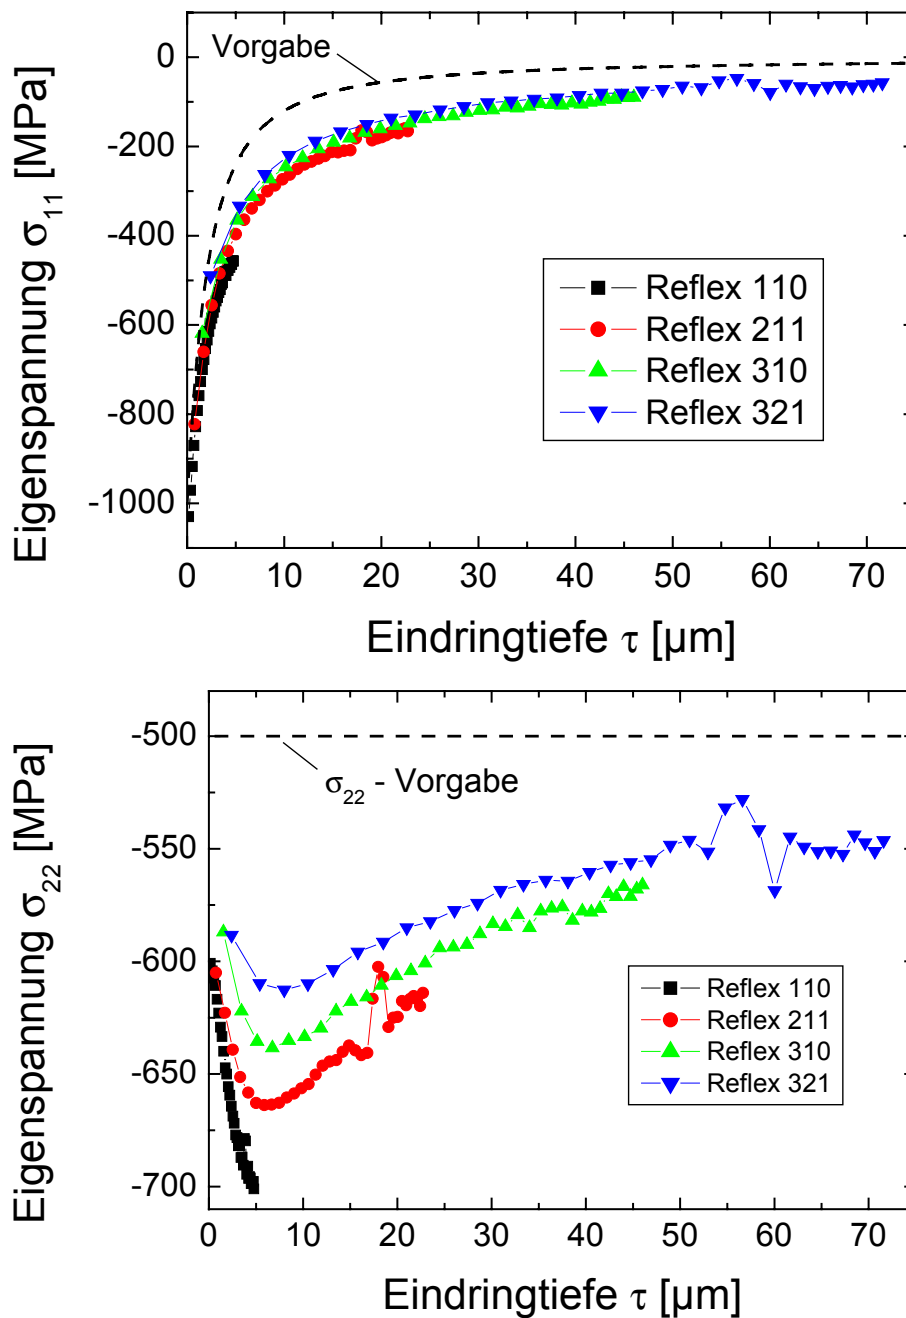 Eigenspannung σ11 [MPa]
0
-200
-400
-600
-800
-1000
Vorgabe
Reflex 110
Reflex 211
Reflex 310
Reflex 321
0 10 20 30 40 50 60 70
Eindringtiefe τ [µm]
Eigenspannung σ22 [MPa]
-500
-550
-600
-650
-700
σ22 - Vorgabe
Reflex 110
Reflex 211
Reflex 310
Reflex 321
0 10 20 30 40 50 60 70
Eindringtiefe τ [µm]